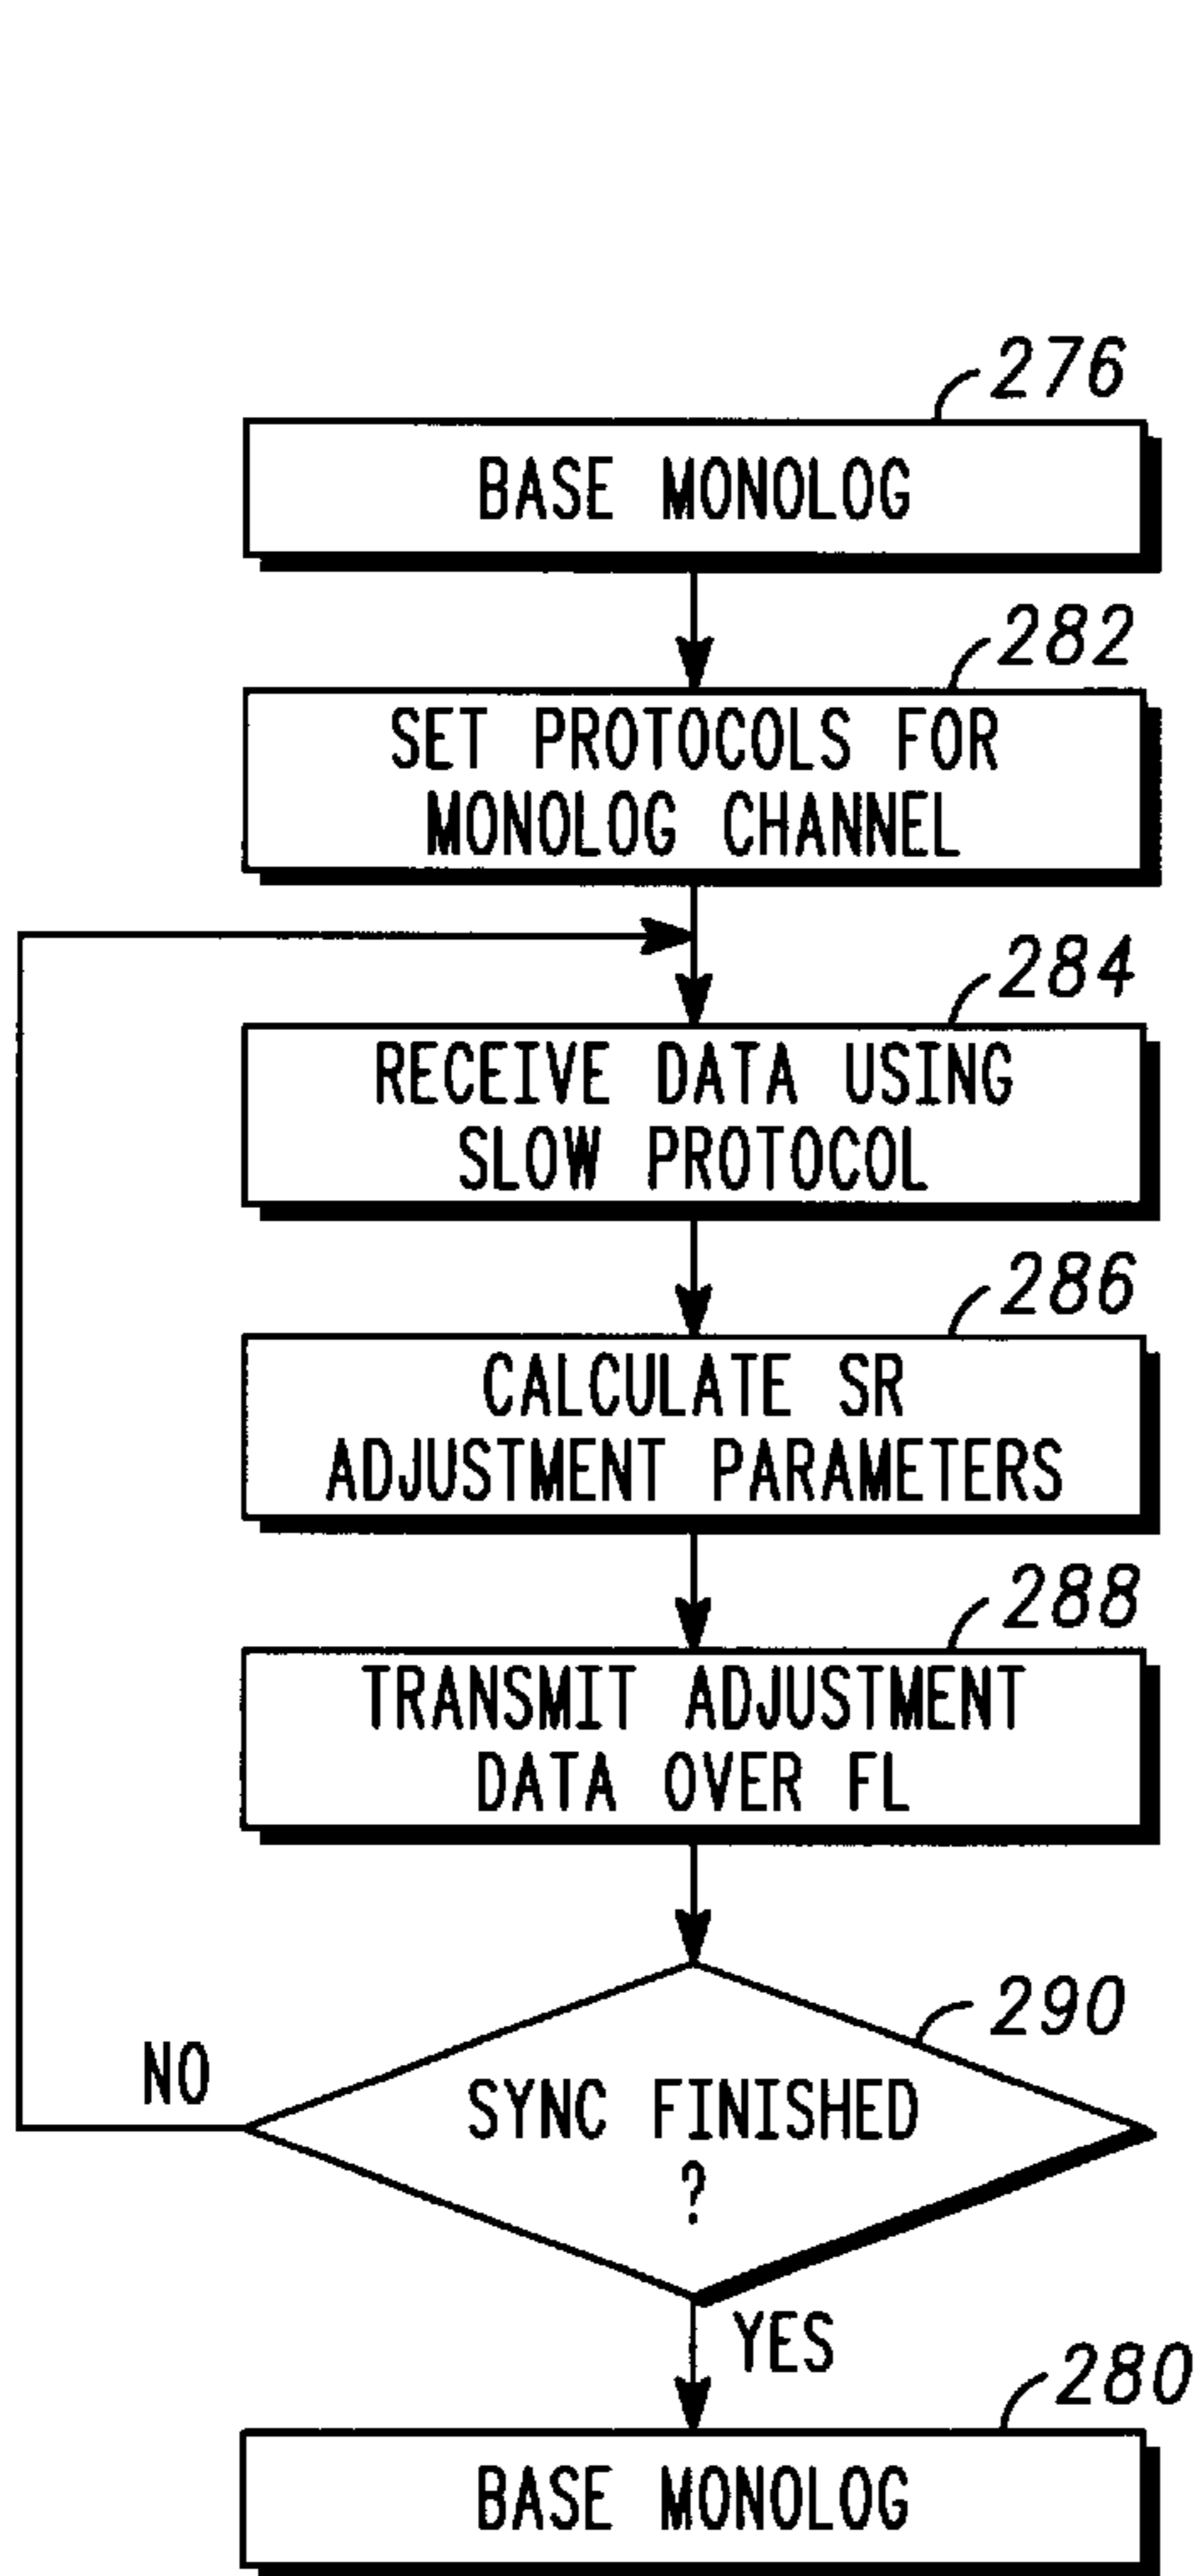 276
BASE MONOLOG
282
SET PROTOCOLS FOR
MONOLOG CHANNEL
284
RECEIVE DATA USING
SLOW PROTOCOL
286
CALCULATE SR
ADJUSTMENT PARAMETERS
288
TRANSMIT ADJUSTMENT
DATA OVER FL
290
NO
SYNC FINISHED
?
YES
280
BASE MONOLOG